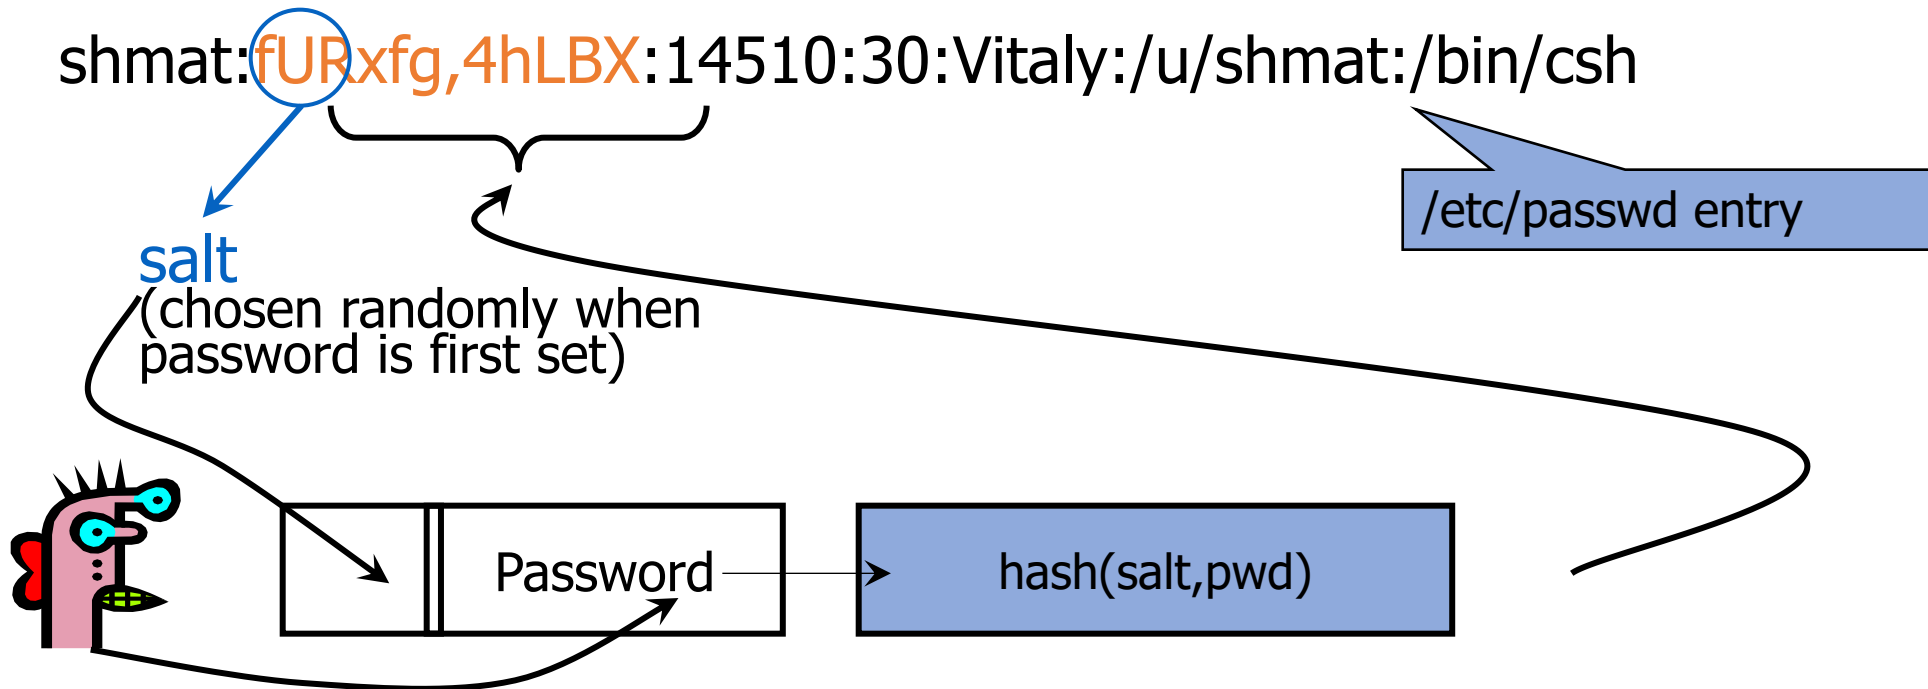 shmat:fURxfg,4hLBX:14510:30:Vitaly:/u/shmat:/bin/csh
/etc/passwd entry
salt
(chosen randomly when
password is first set)
Password
hash(salt,pwd)